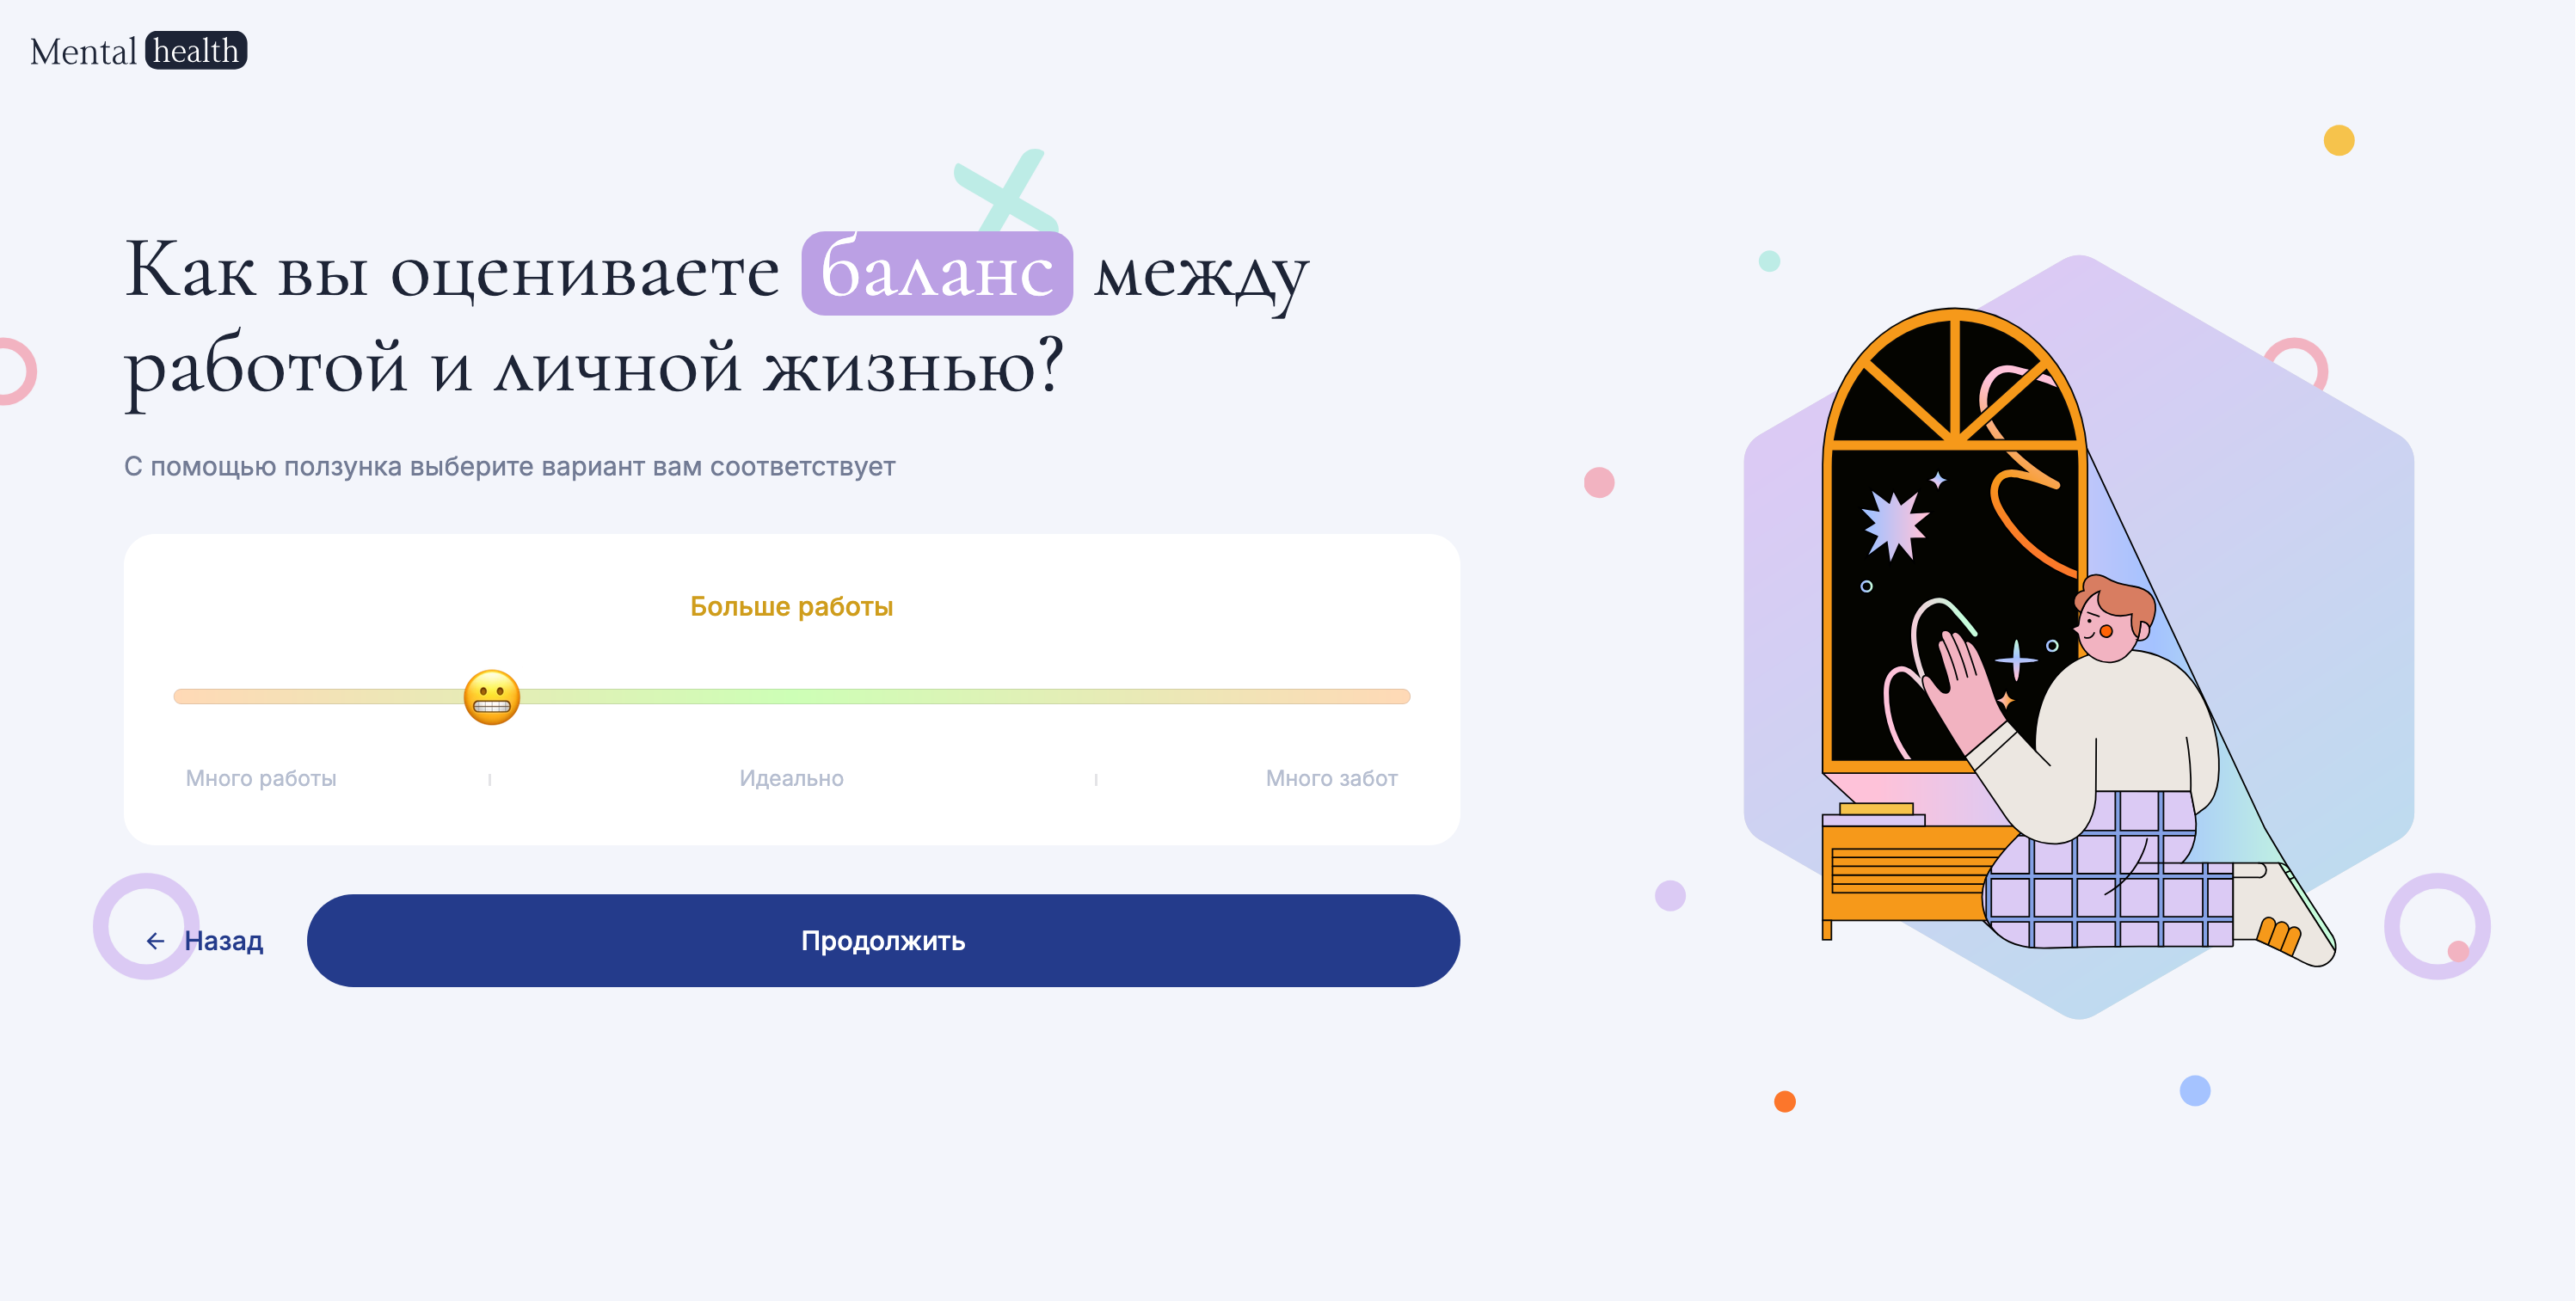 Mental health
Как вы оцениваете баланс между
работой и личной жизнью?
С помощью ползунка выберите вариант вам соответствует
Больше работы
Много работы Идеально Много забот
Назад Продолжить